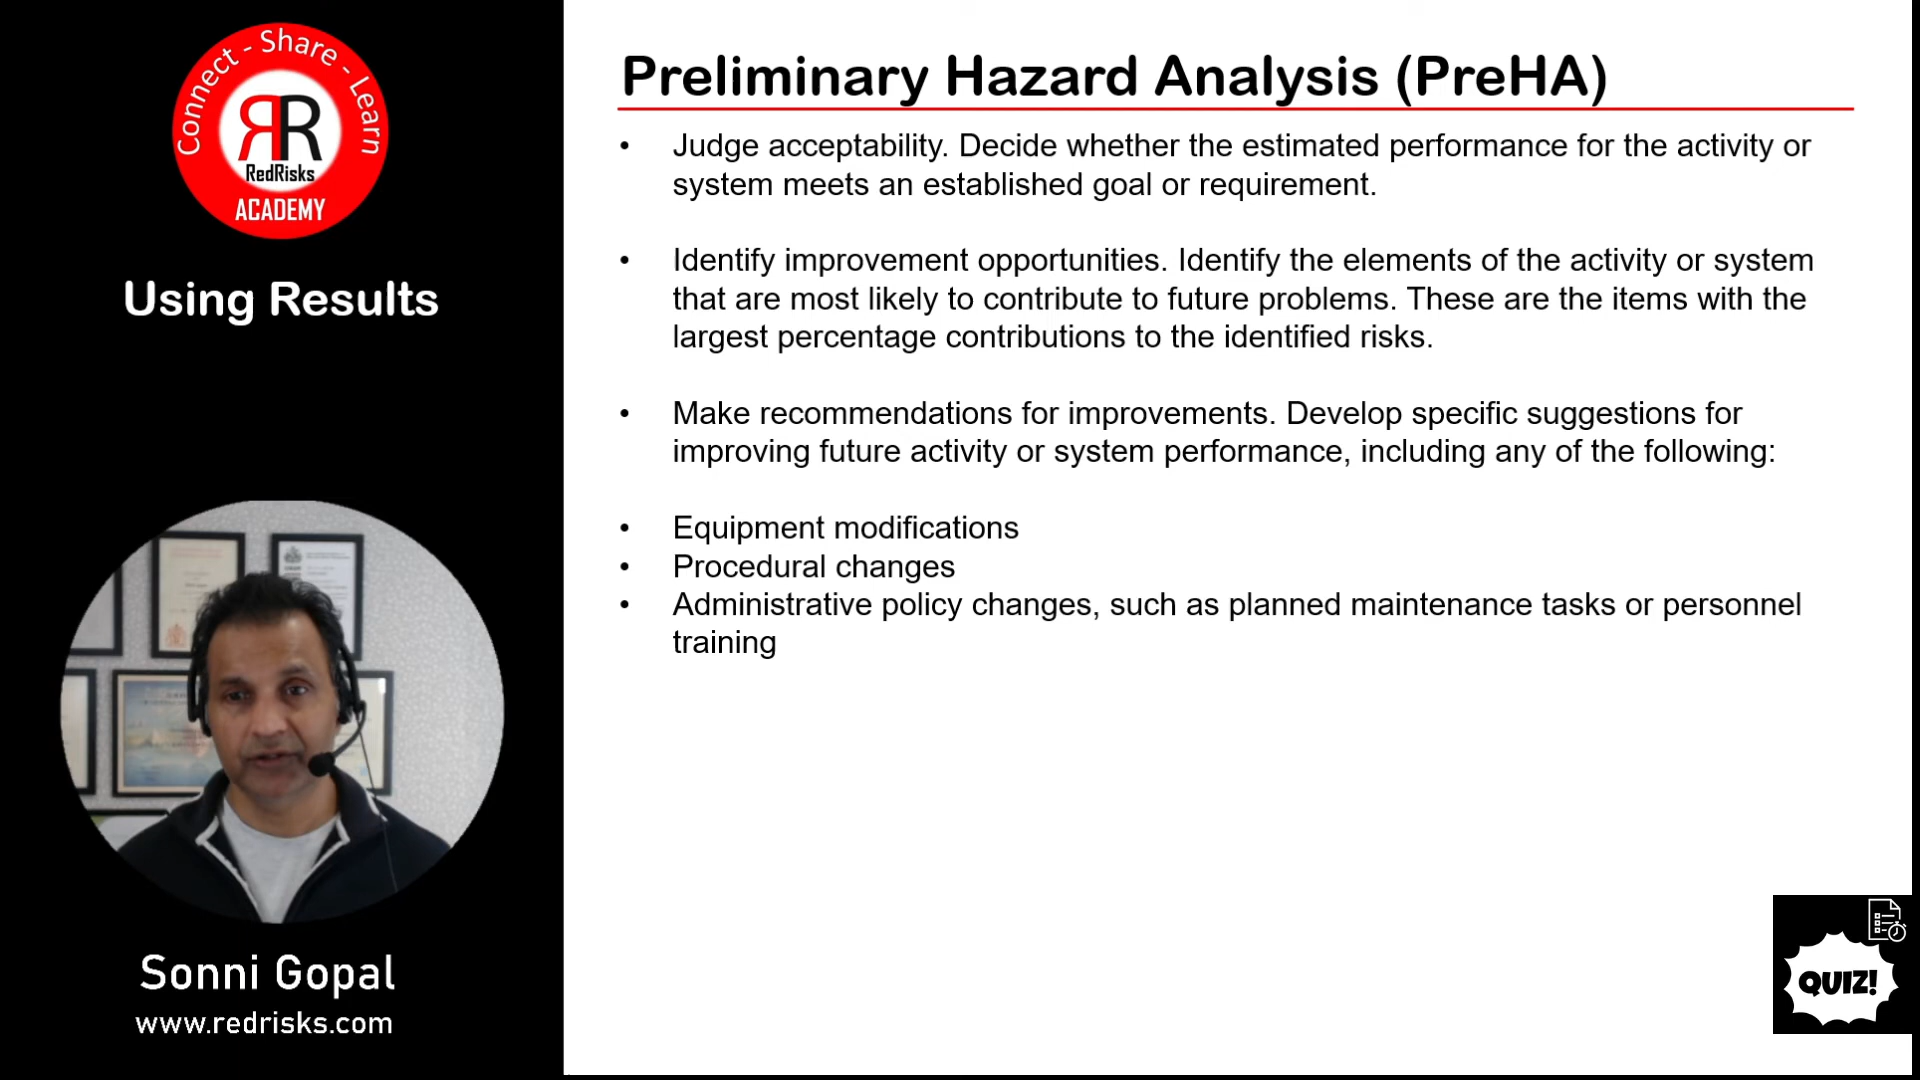 Connect - Share - Learn
RR
RedRisks
ACADEMY
Using Results
Sonni Gopal
www.redrisks.com
Preliminary Hazard Analysis (PreHA)
• Judge acceptability. Decide whether the estimated performance for the activity or
system meets an established goal or requirement.
• Identify improvement opportunities. Identify the elements of the activity or system
that are most likely to contribute to future problems. These are the items with the
largest percentage contributions to the identified risks.
• Make recommendations for improvements. Develop specific suggestions for
improving future activity or system performance, including any of the following:
• Equipment modifications
• Procedural changes
• Administrative policy changes, such as planned maintenance tasks or personnel
training
QUIZ!